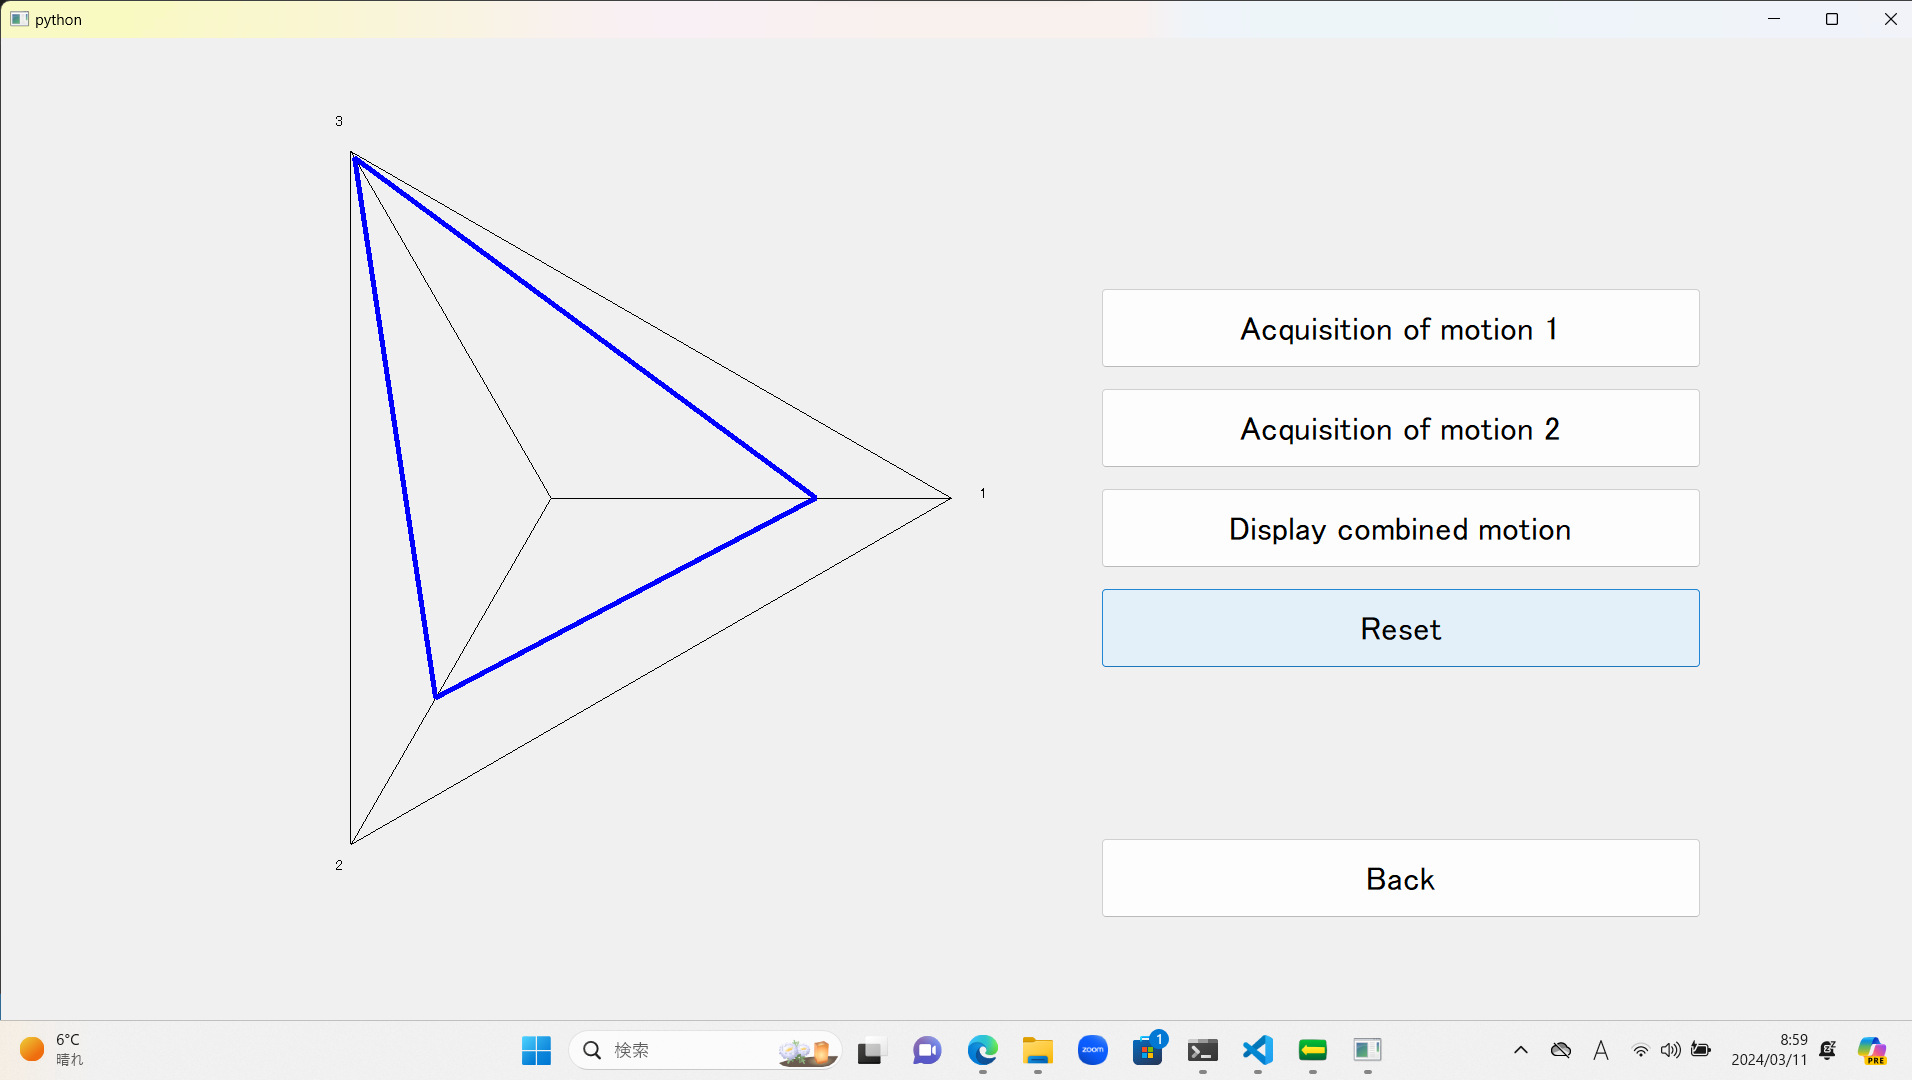 python
3
1
2
Acquisition of motion 1
Acquisition of motion 2
Display combined motion
Reset
Back
6°C
晴れ
検索
zoom
1
A
8:59
2024/03/11
PRE